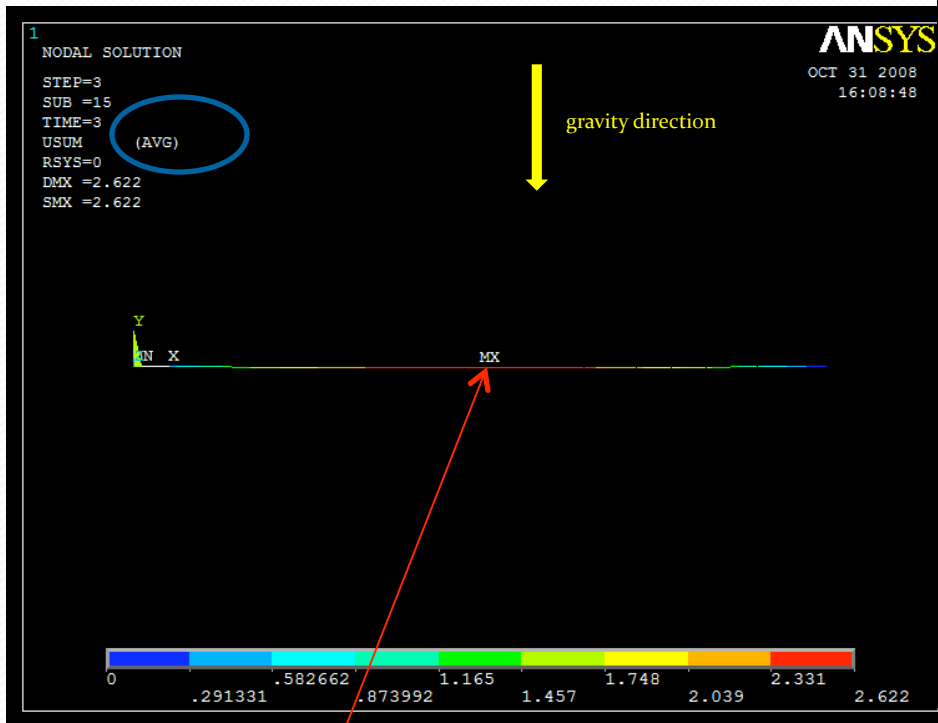 1
NODAL SOLUTION
STEP=3
SUB =15
TIME=3
USUM (AVG)
RSYS=0
DMX =2.622
SMX =2.622
ANSYS
OCT 31 2008
16:08:48
gravity direction
Y
X
MX
0 .582662 1.165 1.748 2.331
.291331 .873992 1.457 2.039 2.622